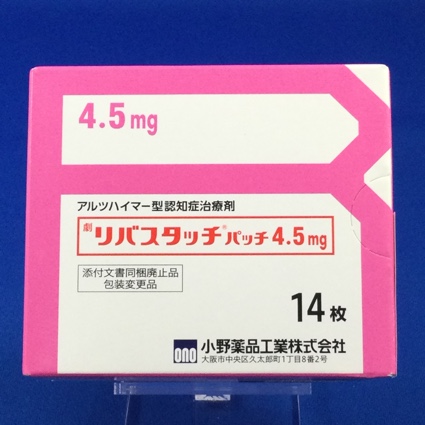 4.5mg
アルツハイマー型認知症治療剤
劇 リバスタッチ®パッチ4.5mg
添付文書同梱廃止品
包装変更品
14枚
ono 小野薬品工業株式会社
大阪市中央区久太郎町1丁目8番2号